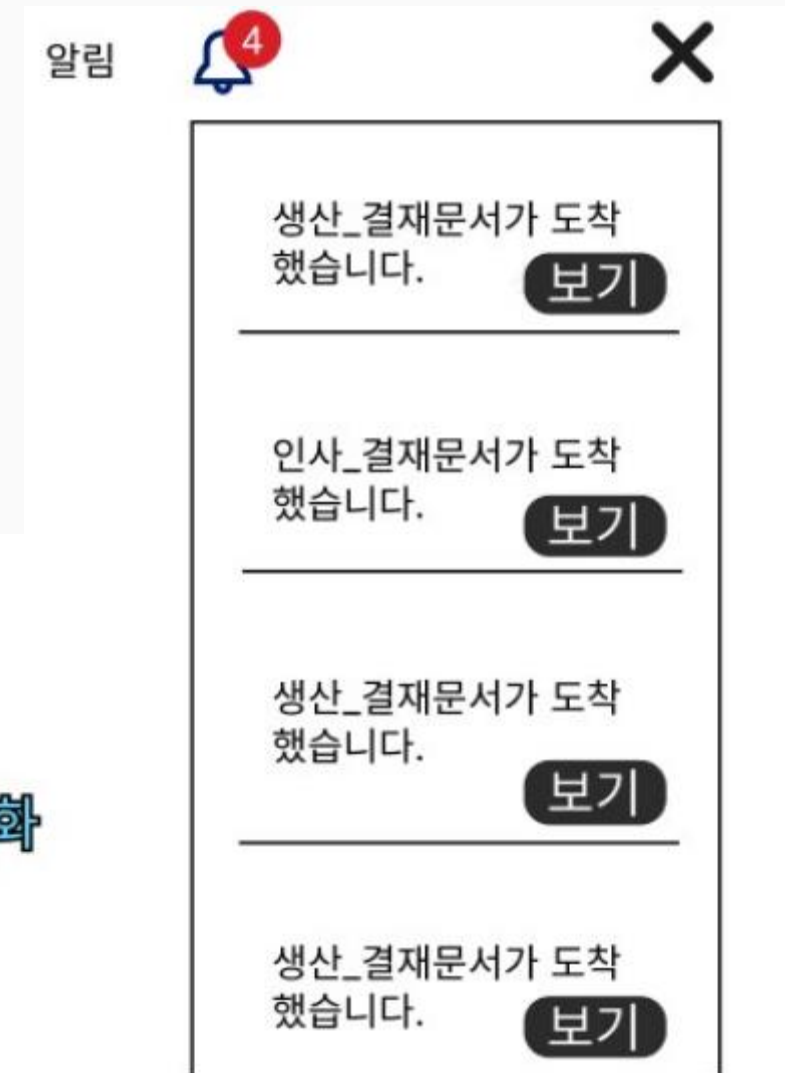 알림
4
생산_결재문서가 도착
했습니다.
보기
인사_결재문서가 도착
했습니다.
보기
생산_결재문서가 도착
했습니다.
보기
화
생산_결재문서가 도착
했습니다.
보기